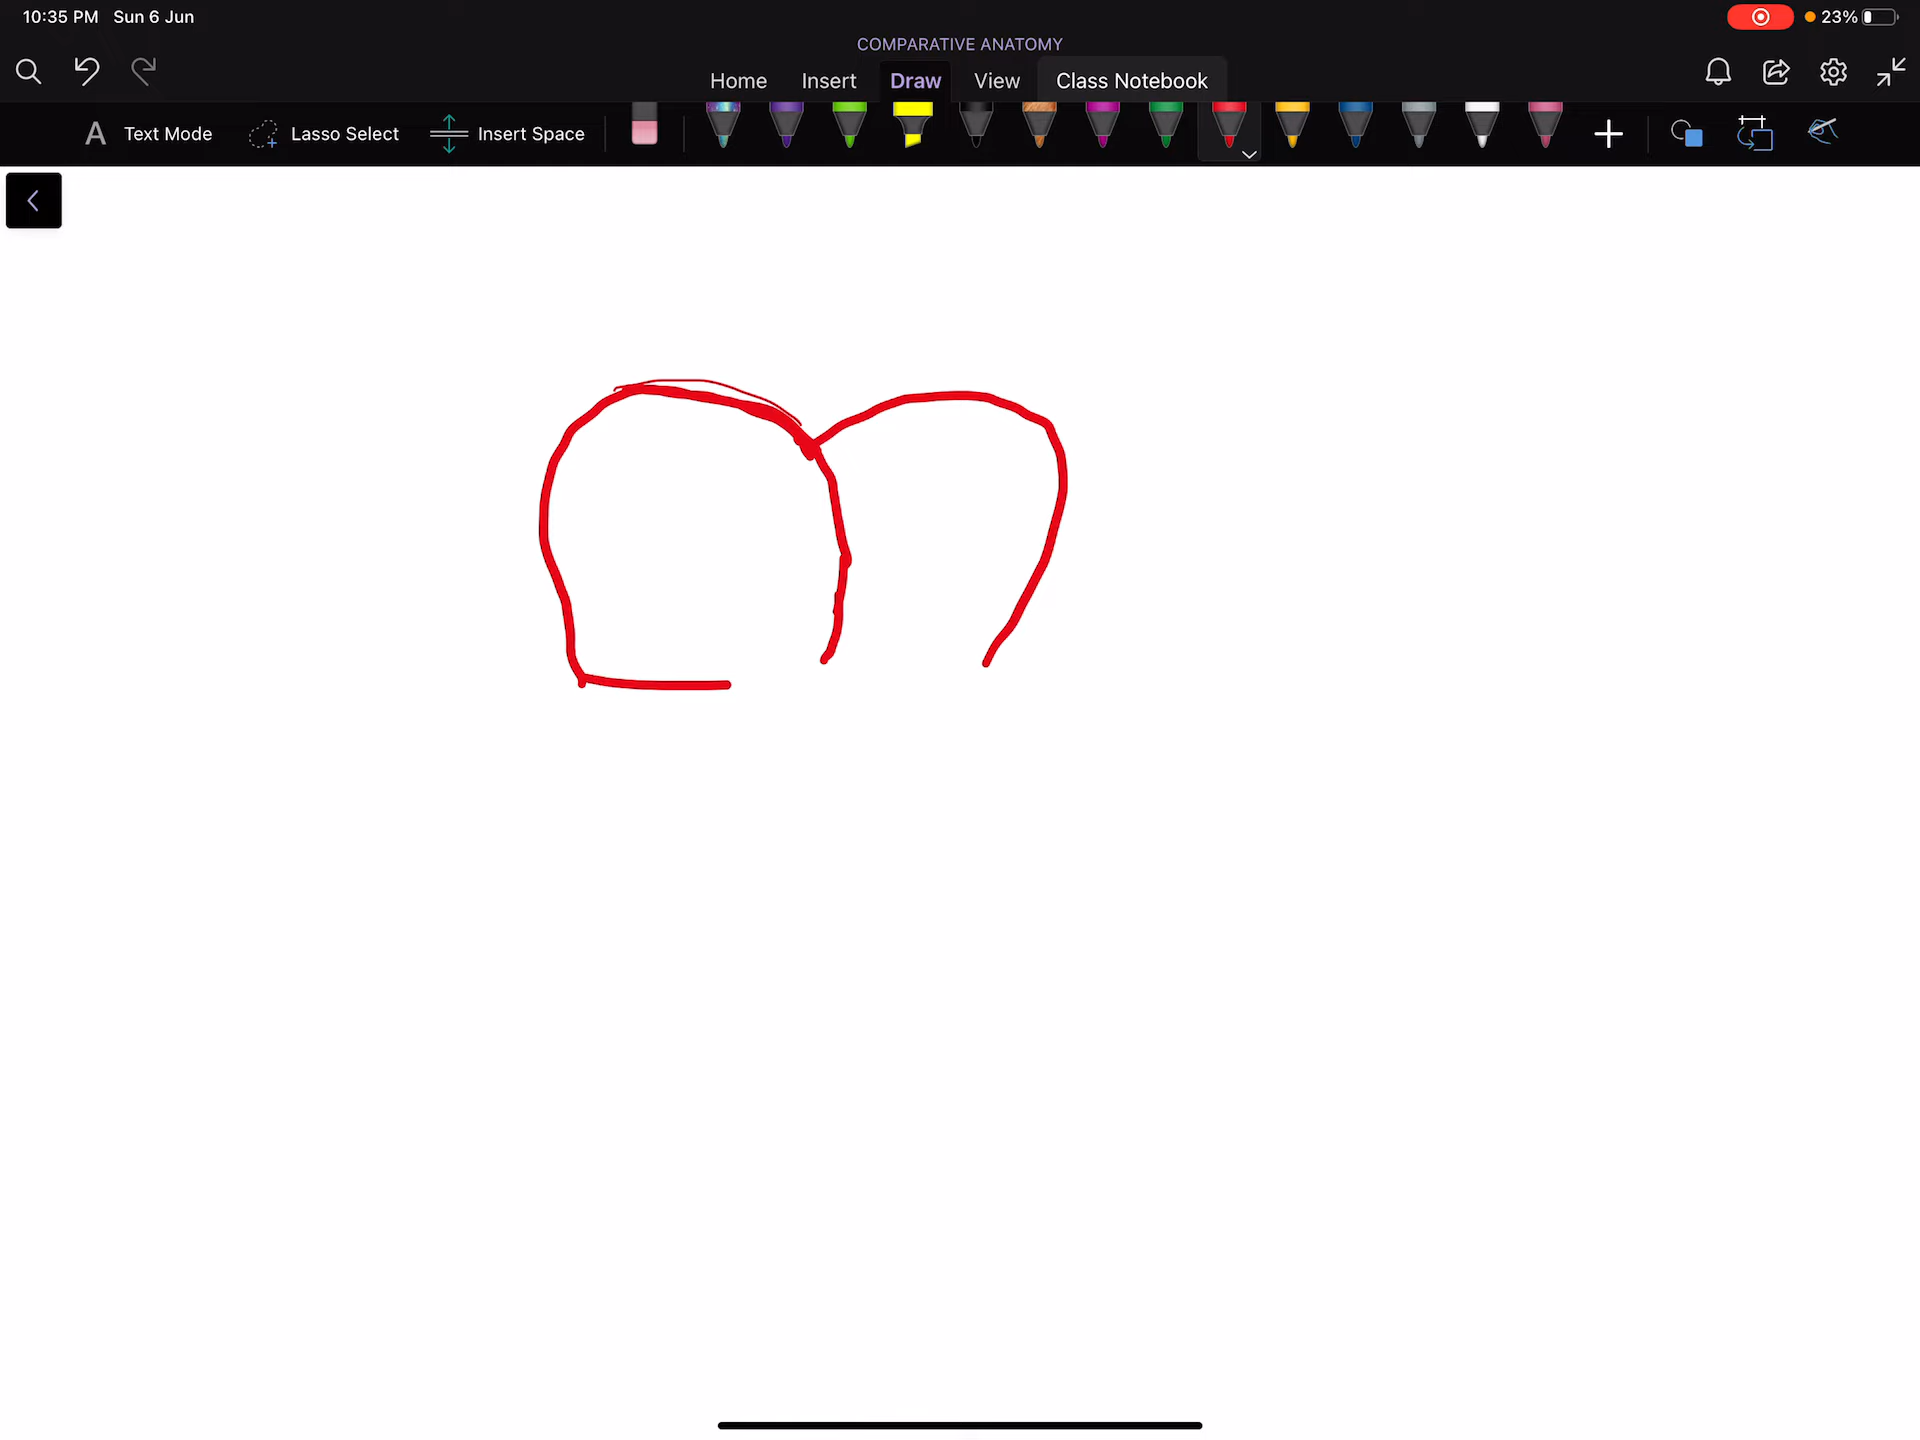 10:35 PM Sun 6 Jun
23%
COMPARATIVE ANATOMY
Home Insert Draw View Class Notebook
A Text Mode Lasso Select Insert Space